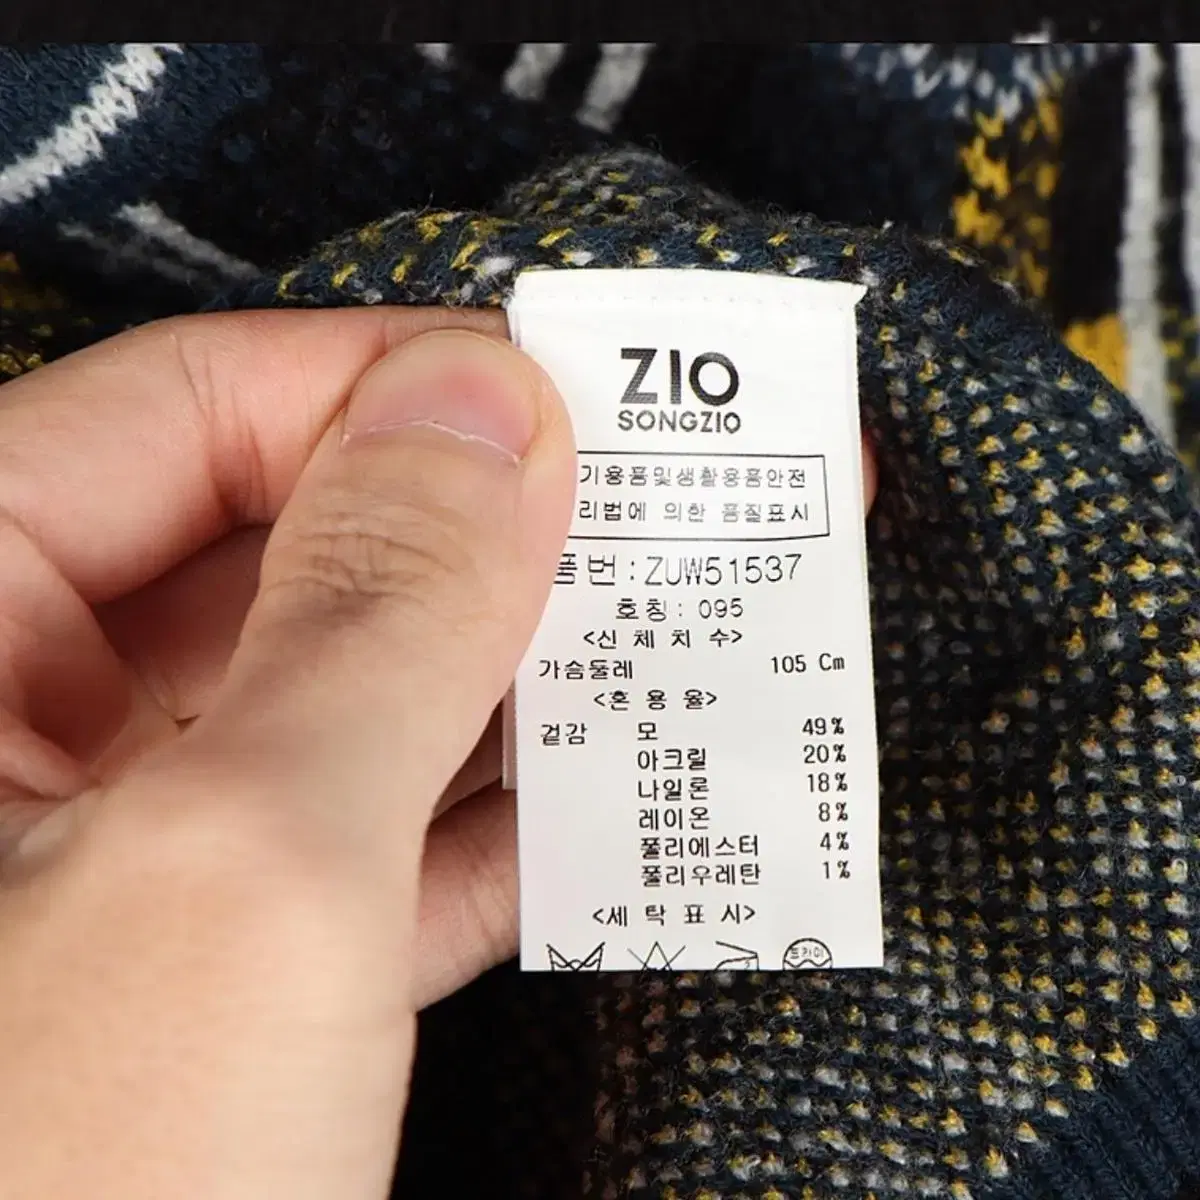 ZIO
SONGZIO
기용품및생활용품안전
리법에 의한 품질표시
품번 : ZUW51537
호칭 : 095
<신 체 치 수>
가슴둘레 105 Cm
<혼 용 율>
겉감 모 49%
아크릴 20%
나일론 18%
레이온 8%
폴리에스터 4%
폴리우레탄 1%
<세 탁 표 시>
드라이